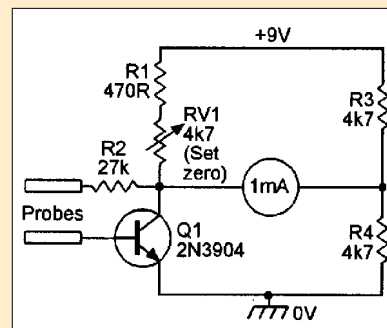 +9V
R1
470R
RV1
4k7
(Set
zero)
R2
27k
R3
4k7
1mA
Probes
Q1
2N3904
R4
4k7
0V